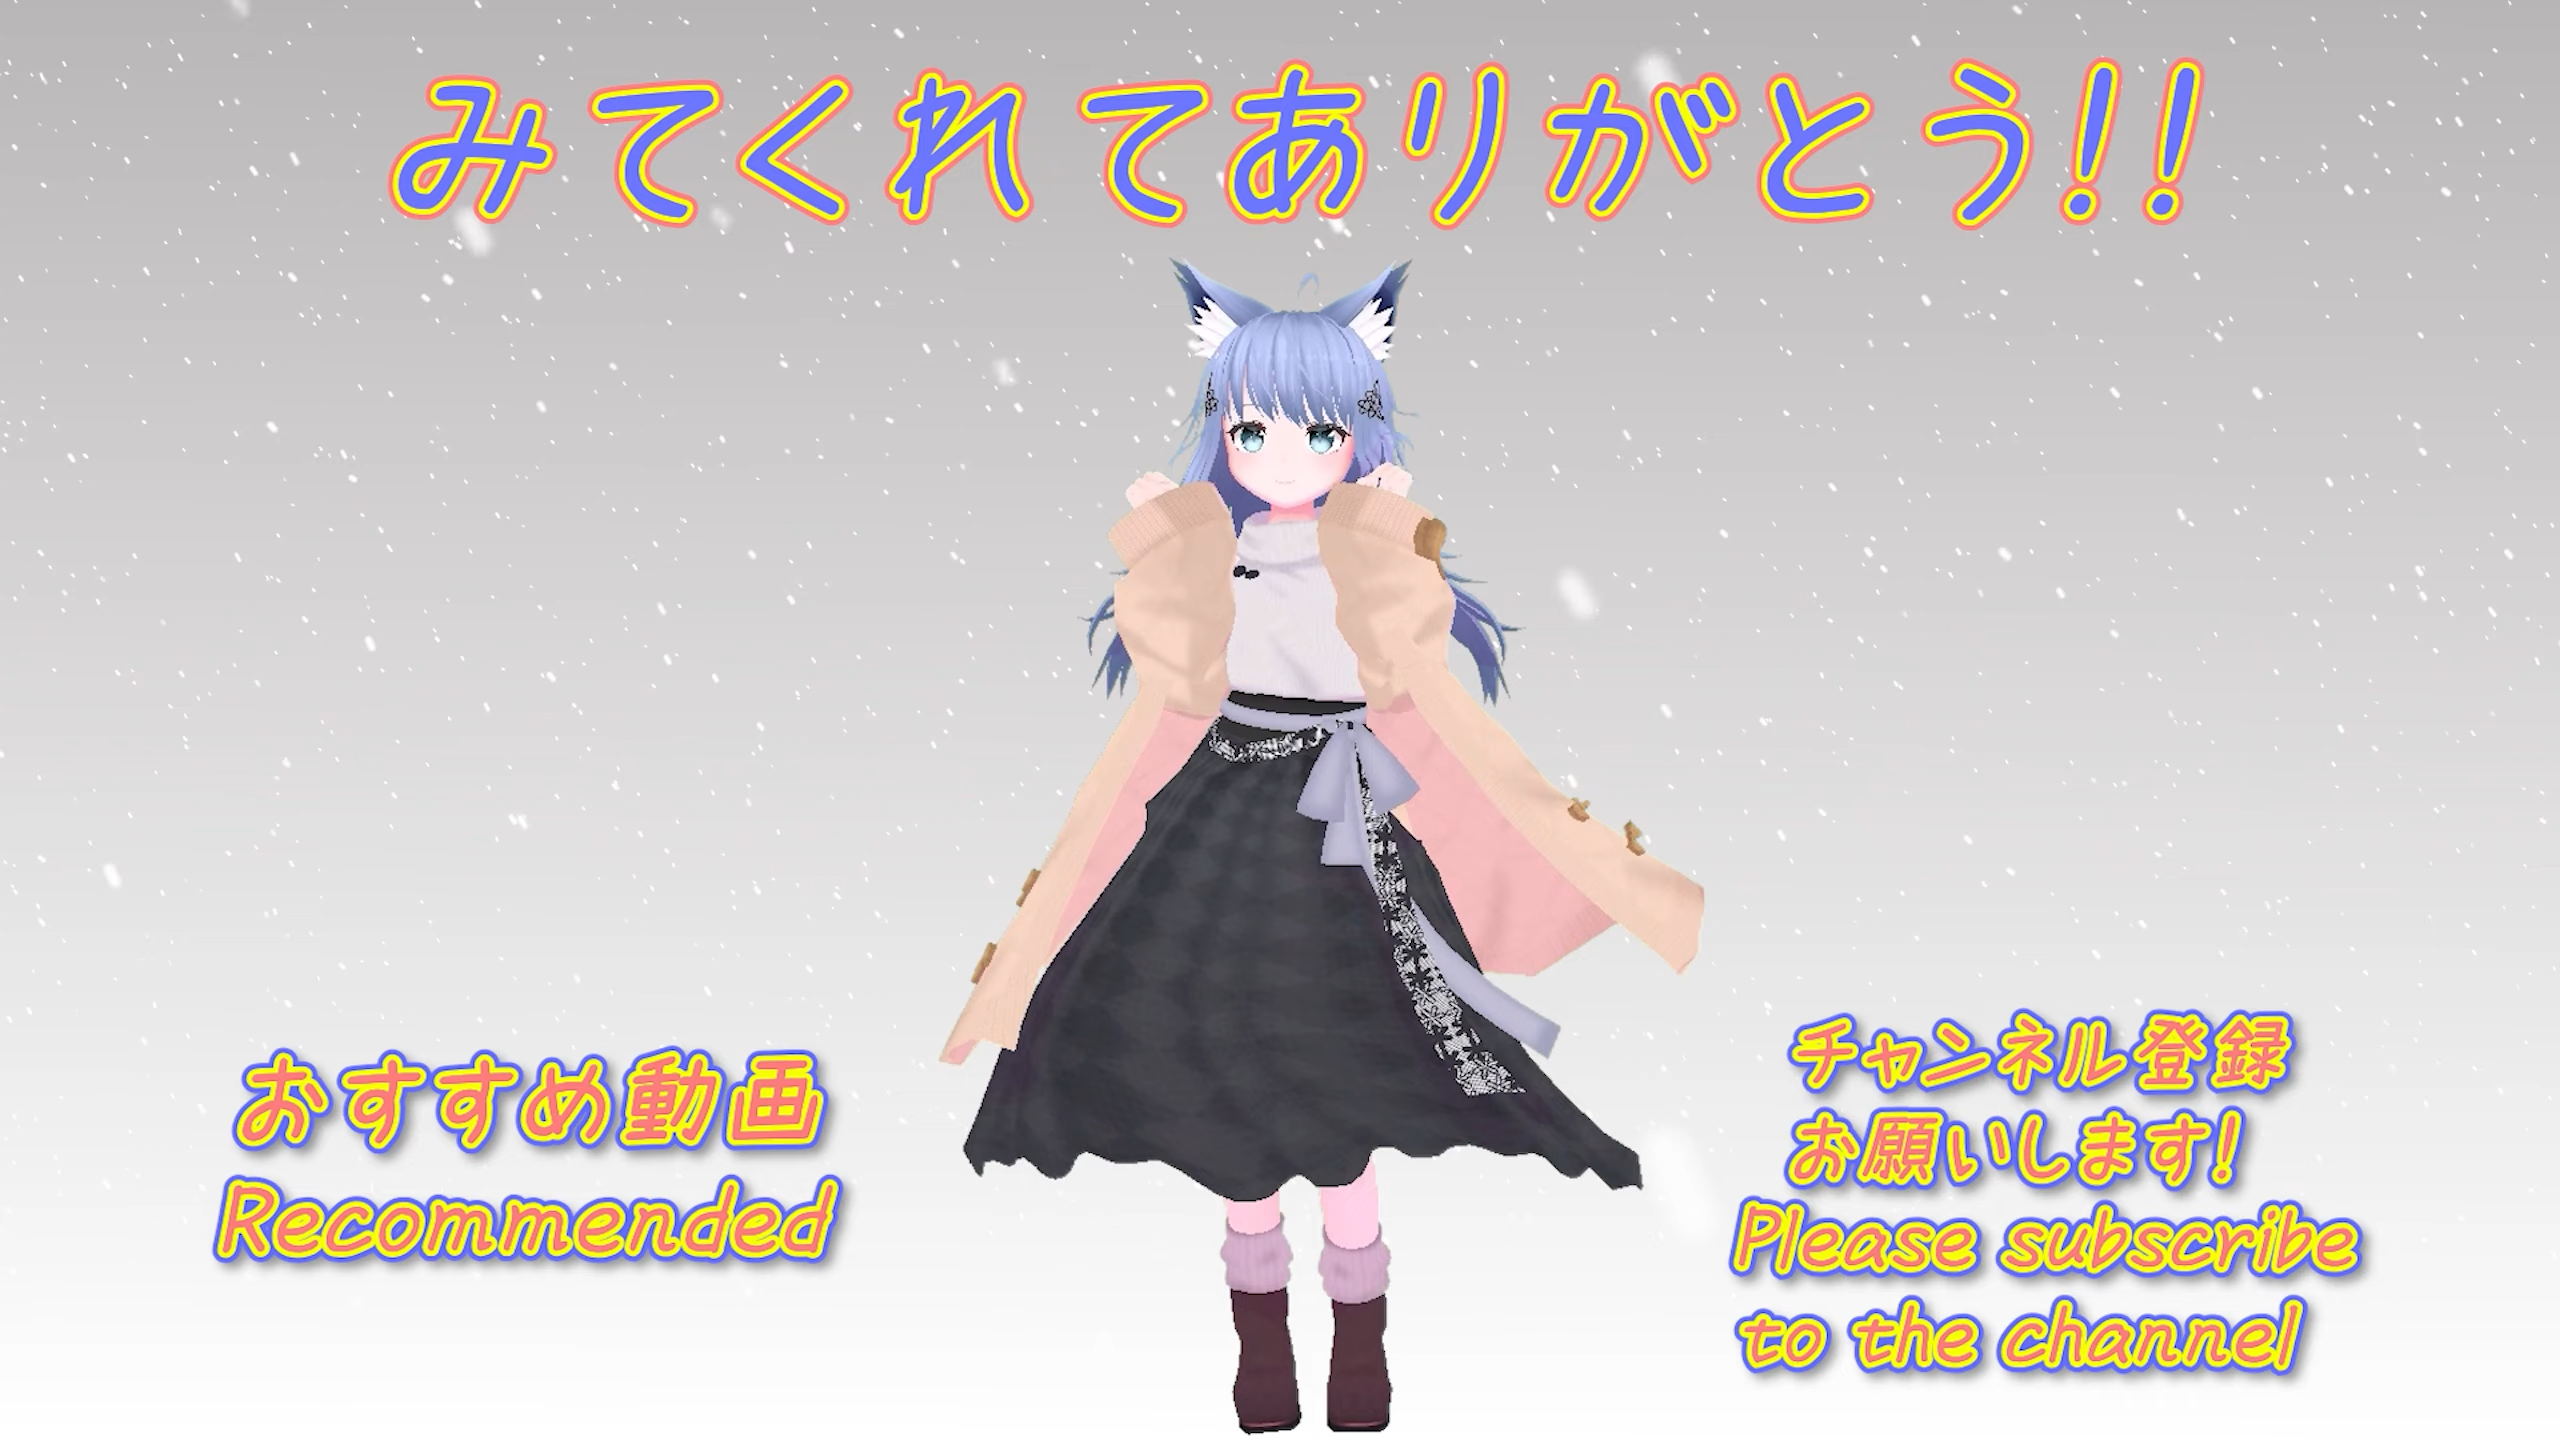 みてくれてありがとう!!
おすすめ動画
Recommended
チャンネル登録
お願いします!
Please subscribe
to the channel